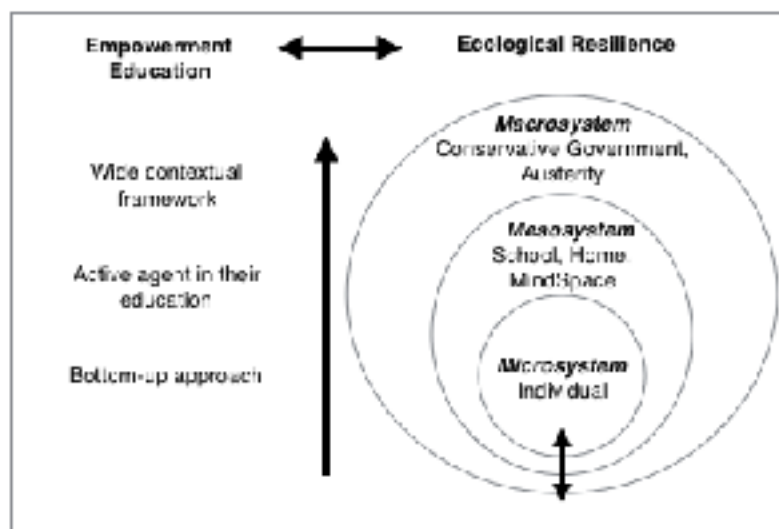 Empowerment
Education
Ecological Resilience
Wide contextual
framework
Active agent in their
education
Bottom-up approach
Macrosystem
Conservative Government,
Austerity
Mesosystem
School, Home,
MindSpace
Microsystem
Individual